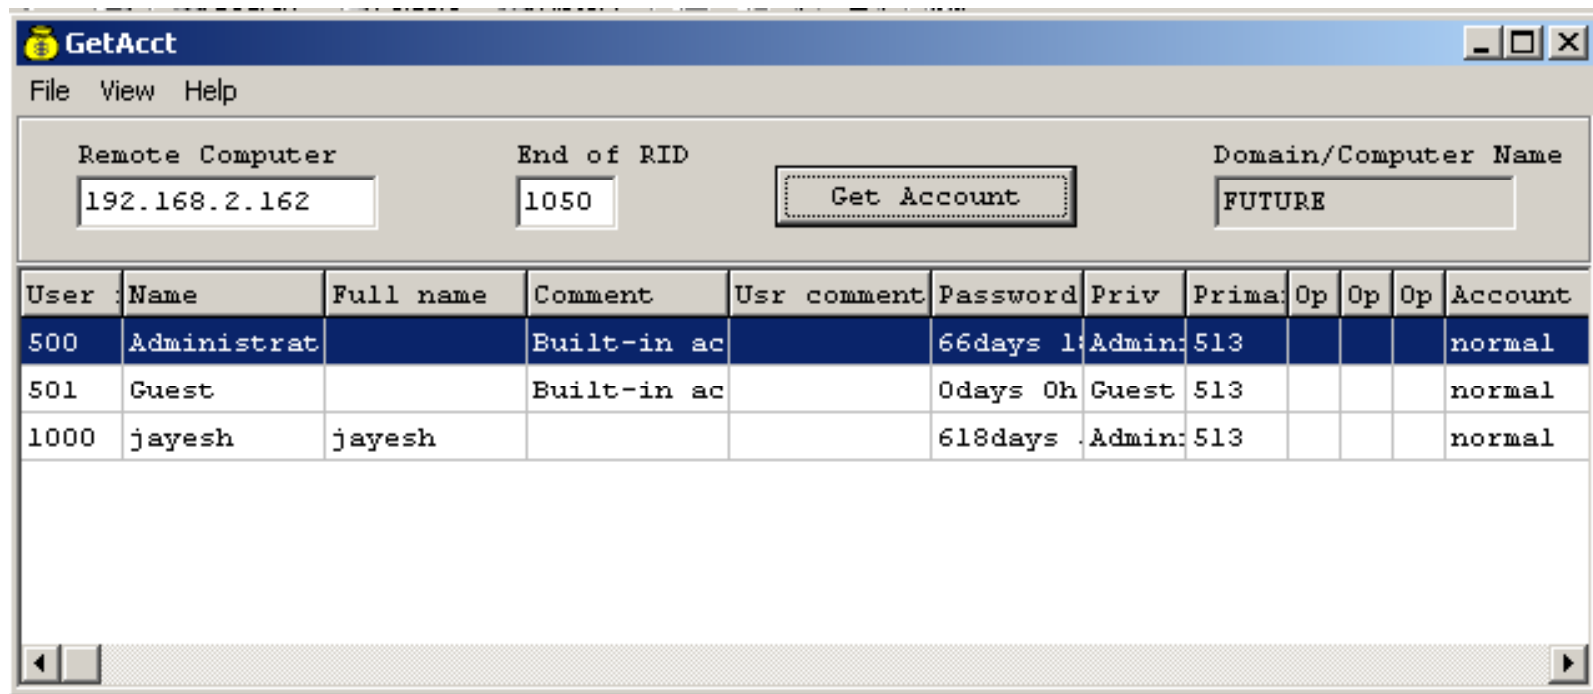 GetAcct
File View Help
Remote Computer End of RID Domain/Computer Name
192.168.2.162 1050 Get Account FUTURE
User Name Full name Comment Usr comment Password Priv Prima Op Op Op Account
500 Administrat Built-in ac 66days Admin 513 normal
501 Guest Built-in ac 0days 0h Guest 513 normal
1000 jayesh jayesh 618days Admin 513 normal